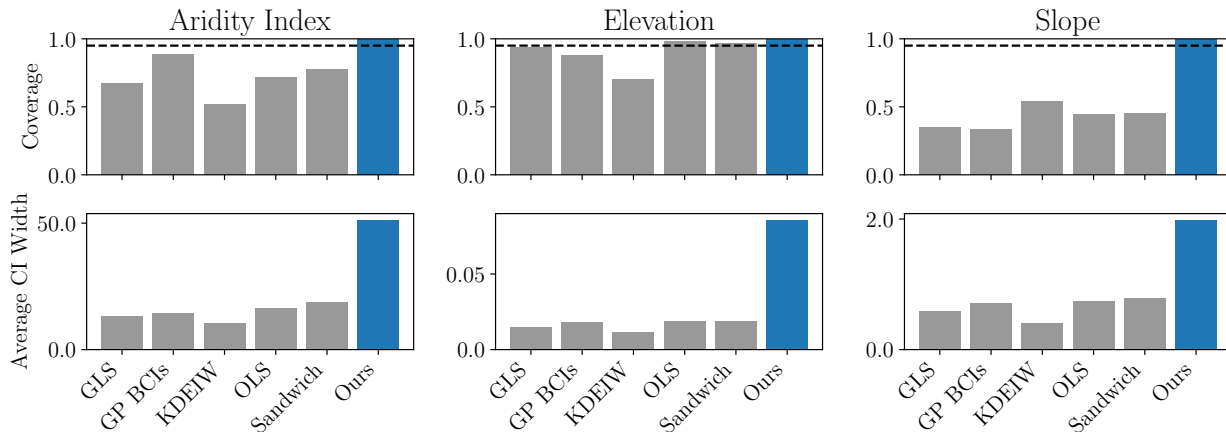 Aridity Index
Elevation
Slope
Coverage
1.0
0.5
0.0
1.0
0.5
0.0
1.0
0.5
0.0
Average CI Width
50.0
0.0
0.05
0.0
2.0
0.0
GLS
GP BCIs
KDEIW
OLS
Sandwich
Ours
GLS
GP BCIs
KDEIW
OLS
Sandwich
Ours
GLS
GP BCIs
KDEIW
OLS
Sandwich
Ours